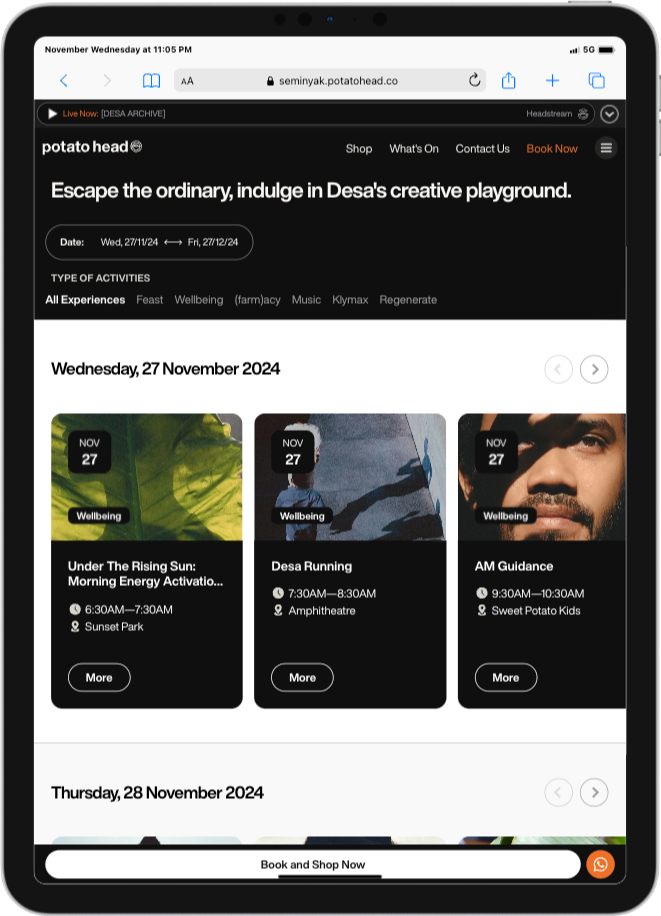 November Wednesday at 11:05 PM
5G
AA
seminyak.potatohead.co
Live Now: [DESA ARCHIVE]
Headstream
potato head
Shop
What's On
Contact Us
Book Now
Escape the ordinary, indulge in Desa's creative playground.
Date: Wed, 27/11/24 ⟷ Fri, 27/12/24
TYPE OF ACTIVITIES
All Experiences Feast Wellbeing (farm)acy Music Klymax Regenerate
Wednesday, 27 November 2024
NOV
27
Wellbeing
Under The Rising Sun:
Morning Energy Activatio...
6:30AM—7:30AM
Sunset Park
More
NOV
27
Wellbeing
Desa Running
7:30AM—8:30AM
Amphitheatre
More
NOV
27
Wellbeing
AM Guidance
9:30AM—10:30AM
Sweet Potato Kids
More
Thursday, 28 November 2024
Book and Shop Now